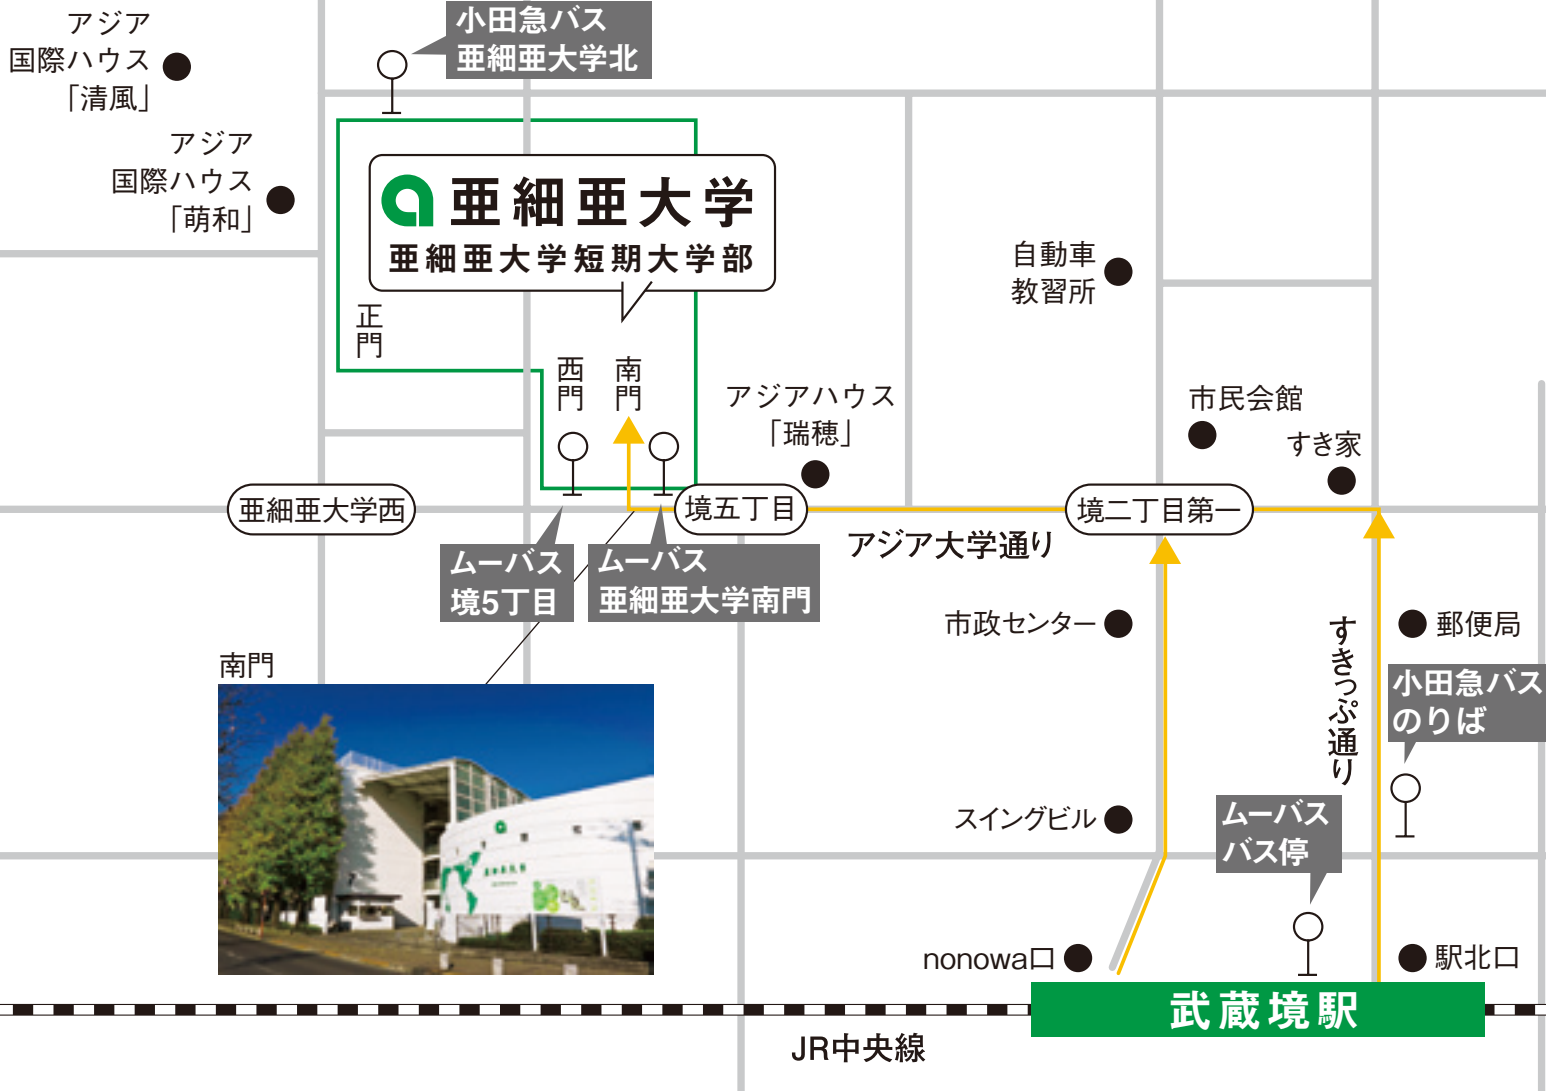 アジア
国際ハウス
「清風」
小田急バス
亜細亜大学北
アジア
国際ハウス
「萌和」
亜細亜大学
亜細亜大学短期大学部
自動車
教習所
正門
西門
南門
アジアハウス
「瑞穂」
市民会館
すき家
亜細亜大学西
境五丁目
境二丁目第一
アジア大学通り
ムーバス
境5丁目
ムーバス
亜細亜大学南門
市政センター
すきっぷ通り
郵便局
小田急バス
のりば
南門
スイングビル
ムーバス
バス停
nonowa口
駅北口
武蔵境駅
JR中央線